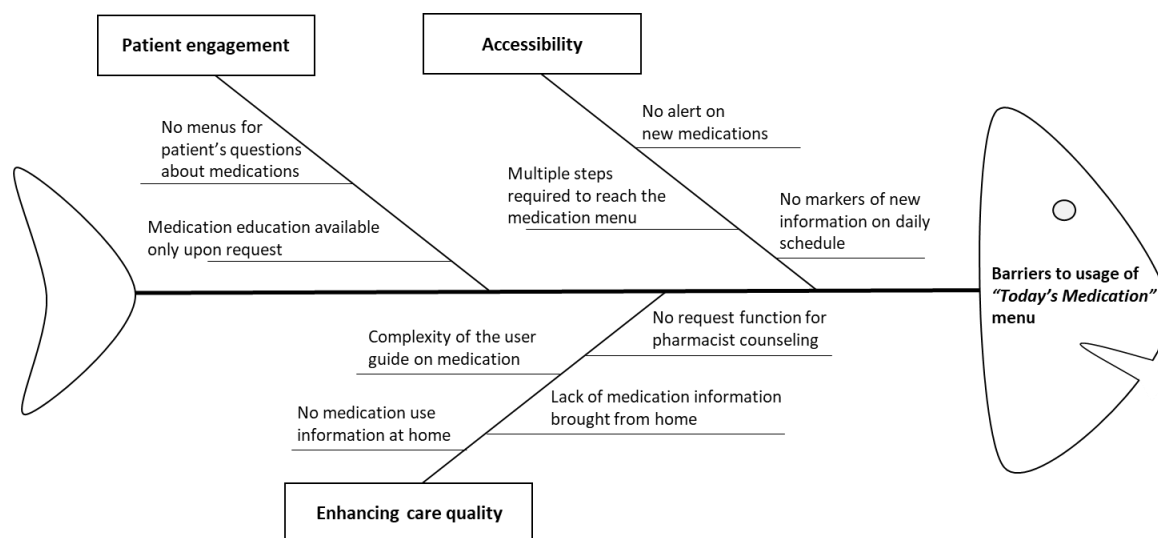 Patient engagement
No menus for
patient's questions
about medications
Medication education available
only upon request
Accessibility
No alert on
new medications
Multiple steps
required to reach the
medication menu
No markers of new
information on daily
schedule
Barriers to usage of
“Today’s Medication”
menu
Complexity of the user
guide on medication
No request function for
pharmacist counseling
No medication use
information at home
Lack of medication information
brought from home
Enhancing care quality